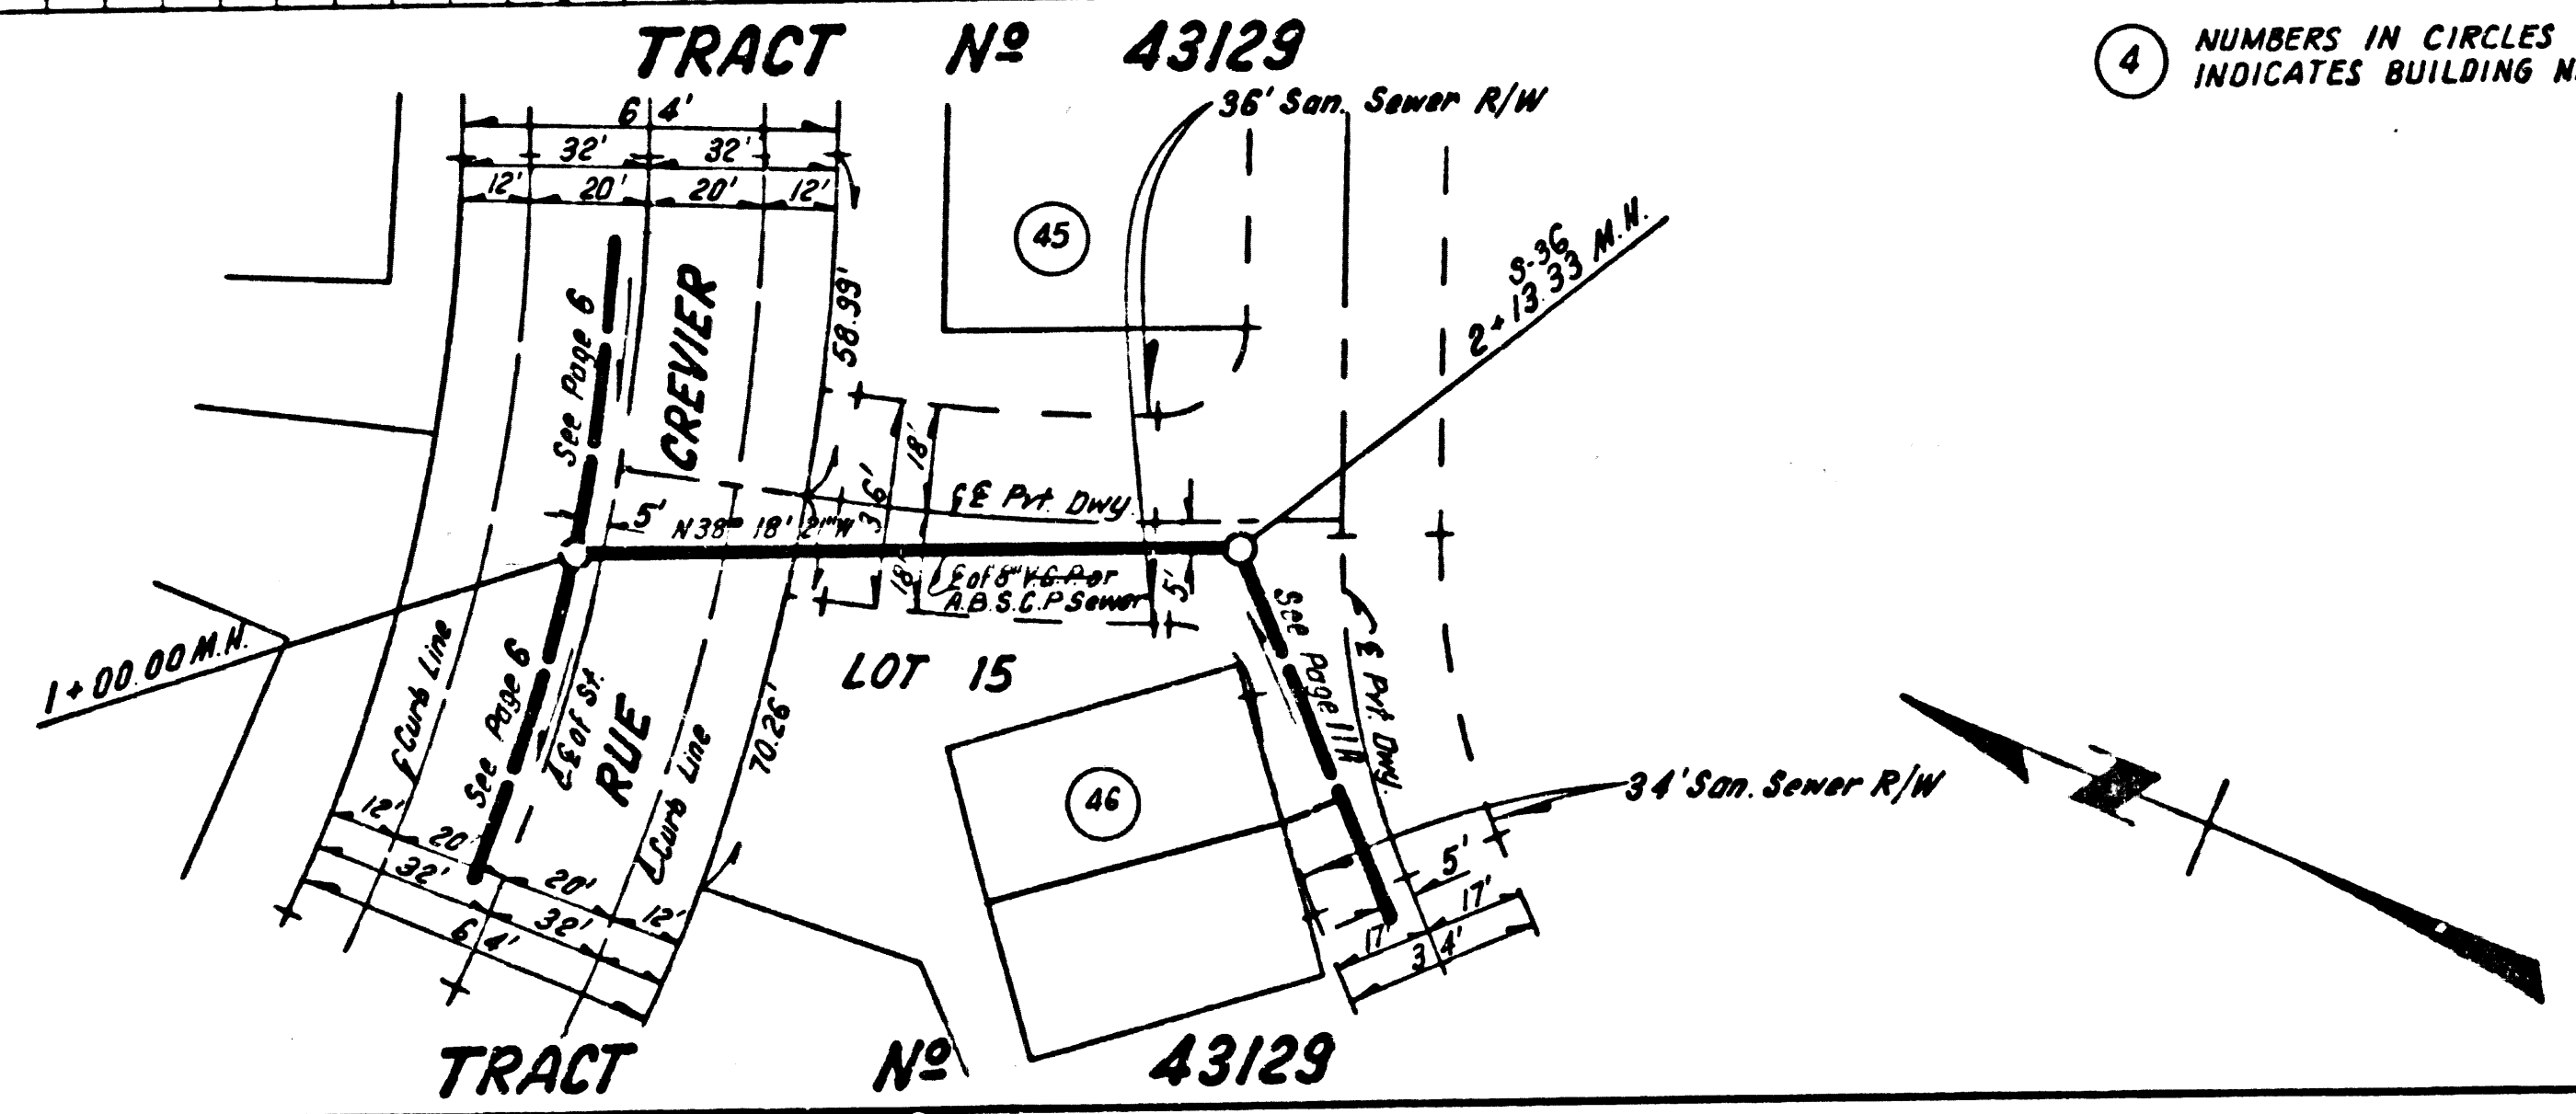 TRACT Nº 43129
4 NUMBERS IN CIRCLES
INDICATES BUILDING
36' San. Sewer R/W
64'
32' 32'
12' 20' 20' 12'
45
S-36
2+13.33 M.H.
See Page 6
CREVIER
58.99'
18'
36'
℄ Prt. Dwy.
5'
N 38° 18' 21" W
18'
℄ of 8" V.C.P. or
A.B.S.C.P Sewer
5'
1+00.00 M.H.
Curb Line
See Page 6
℄ of St.
RUE
Curb Line
70.26'
LOT 15
See Page 11A
℄ Prt. Dwy.
46
34' San. Sewer R/W
12' 20' 20' 12'
32' 32'
64'
5'
17' 17'
34'
TRACT Nº 43129